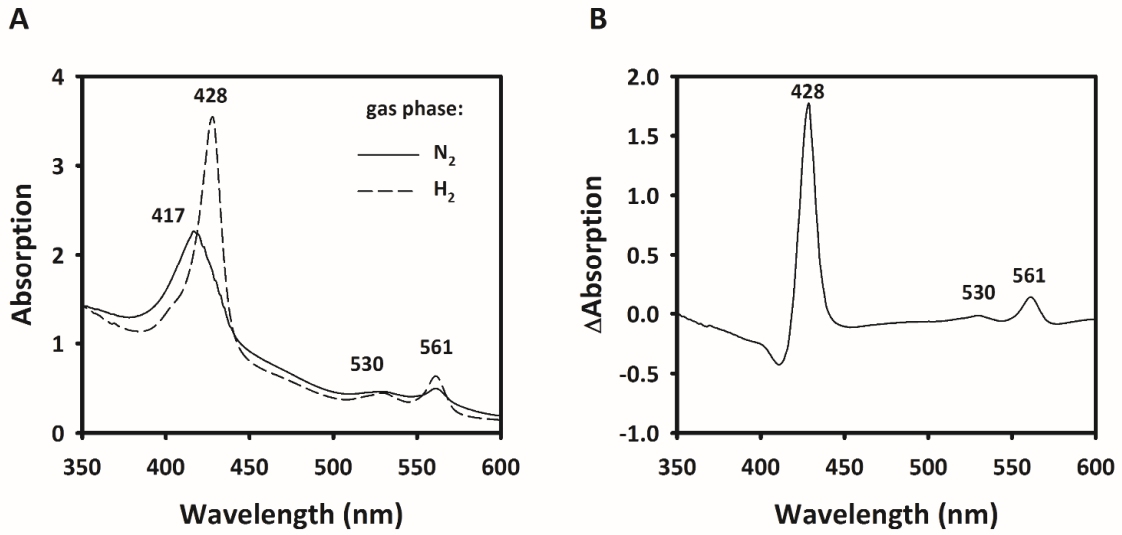 A
4
3
2
1
0
Absorption
428
417
530
561
gas phase:
N₂
H₂
350 400 450 500 550 600
Wavelength (nm)
B
2.0
1.5
1.0
0.5
0.0
-0.5
-1.0
ΔAbsorption
428
530
561
350 400 450 500 550 600
Wavelength (nm)